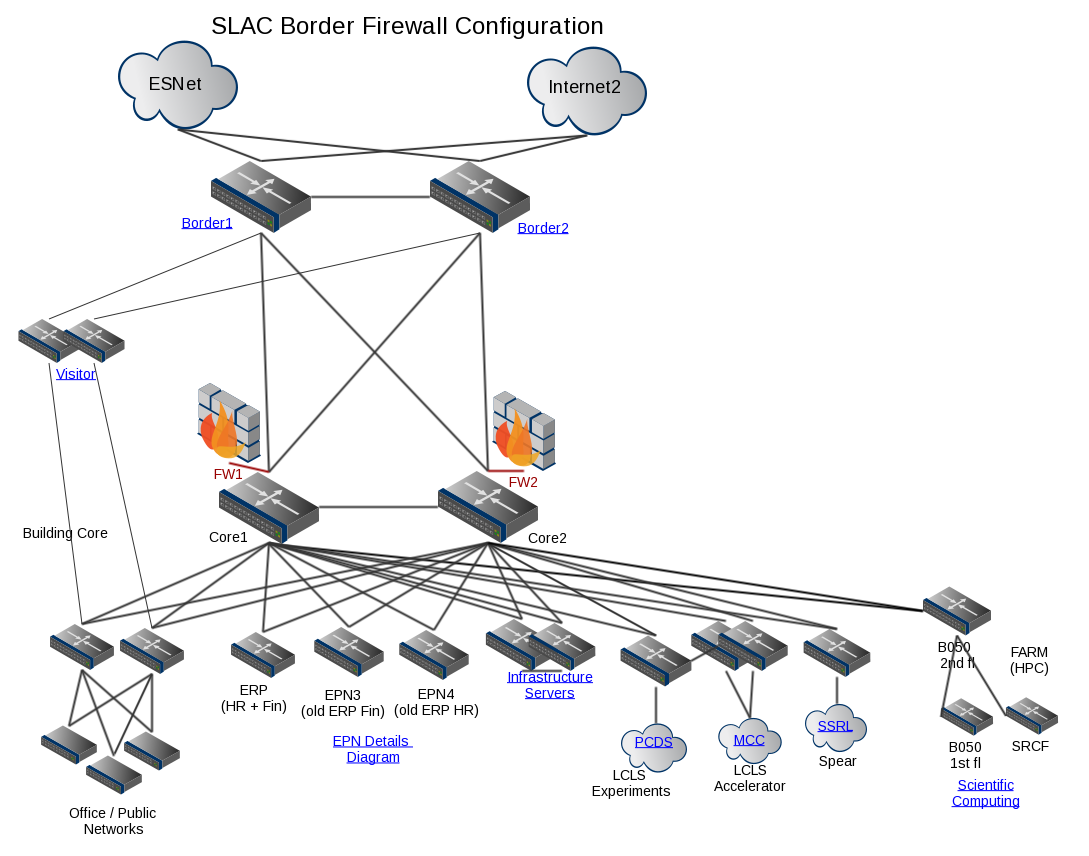 SLAC Border Firewall Configuration
ESNet
Internet2
Border1
Border2
Visitor
FW1
FW2
Building Core
Core1
Core2
ERP
(HR + Fin)
EPN3
(old ERP Fin)
EPN4
(old ERP HR)
EPN Details
Diagram
Infrastructure
Servers
B050
2nd fl
FARM
(HPC)
PCDS
LCLS
Experiments
MCC
LCLS
Accelerator
SSRL
Spear
B050
1st fl
SRCF
Scientific
Computing
Office / Public
Networks